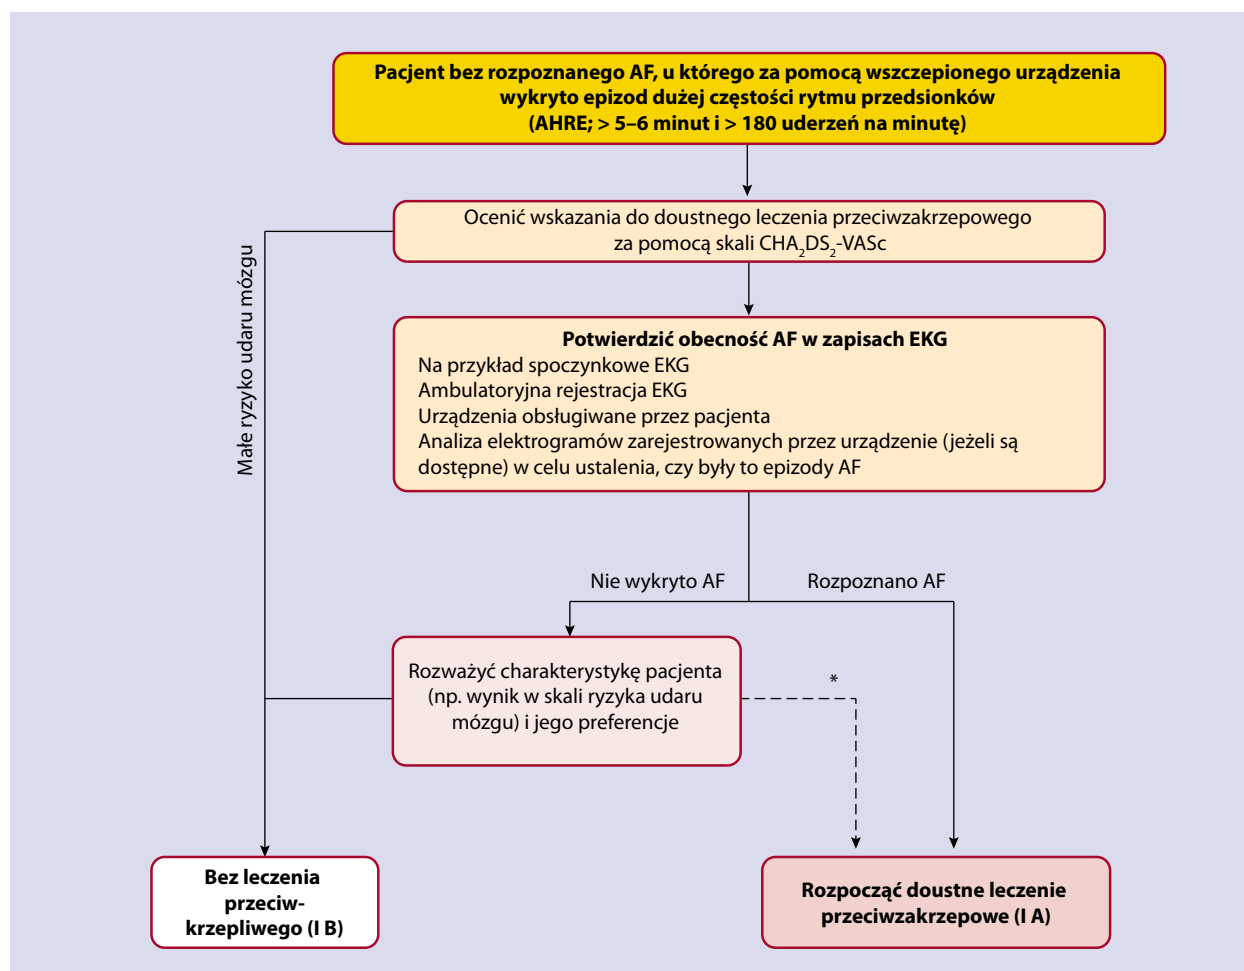 Pacjent bez rozpoznanego AF, u którego za pomocą wszczepionego urządzenia
wykryto epizod dużej częstości rytmu przedsionków
(AHRE; > 5–6 minut i > 180 uderzeń na minutę)
Ocenić wskazania do doustnego leczenia przeciwzakrzepowego
za pomocą skali CHA₂DS₂-VASc
Małe ryzyko udaru mózgu
Potwierdzić obecność AF w zapisach EKG
Na przykład spoczynkowe EKG
Ambulatoryjna rejestracja EKG
Urządzenia obsługiwane przez pacjenta
Analiza elektrogramów zarejestrowanych przez urządzenie (jeżeli są
dostępne) w celu ustalenia, czy były to epizody AF
Nie wykryto AF
Rozpoznano AF
Rozważyć charakterystykę pacjenta
(np. wynik w skali ryzyka udaru
mózgu) i jego preferencje
*
Bez leczenia
przeciw-
krzepliwego (I B)
Rozpocząć doustne leczenie
przeciwzakrzepowe (I A)